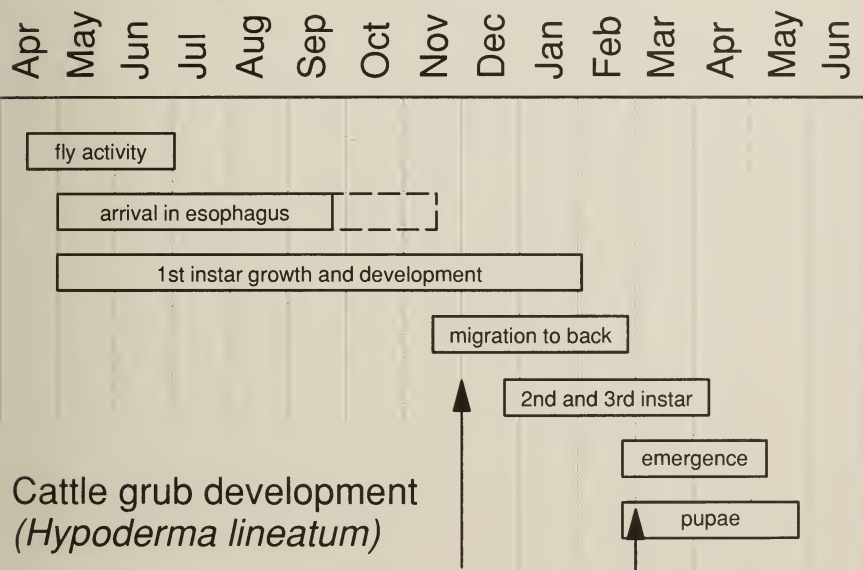 Apr May Jun Jul Aug Sep Oct Nov Dec Jan Feb Mar Apr May Jun
fly activity
arrival in esophagus
1st instar growth and development
migration to back
2nd and 3rd instar
emergence
pupae
Cattle grub development
(Hypoderma lineatum)